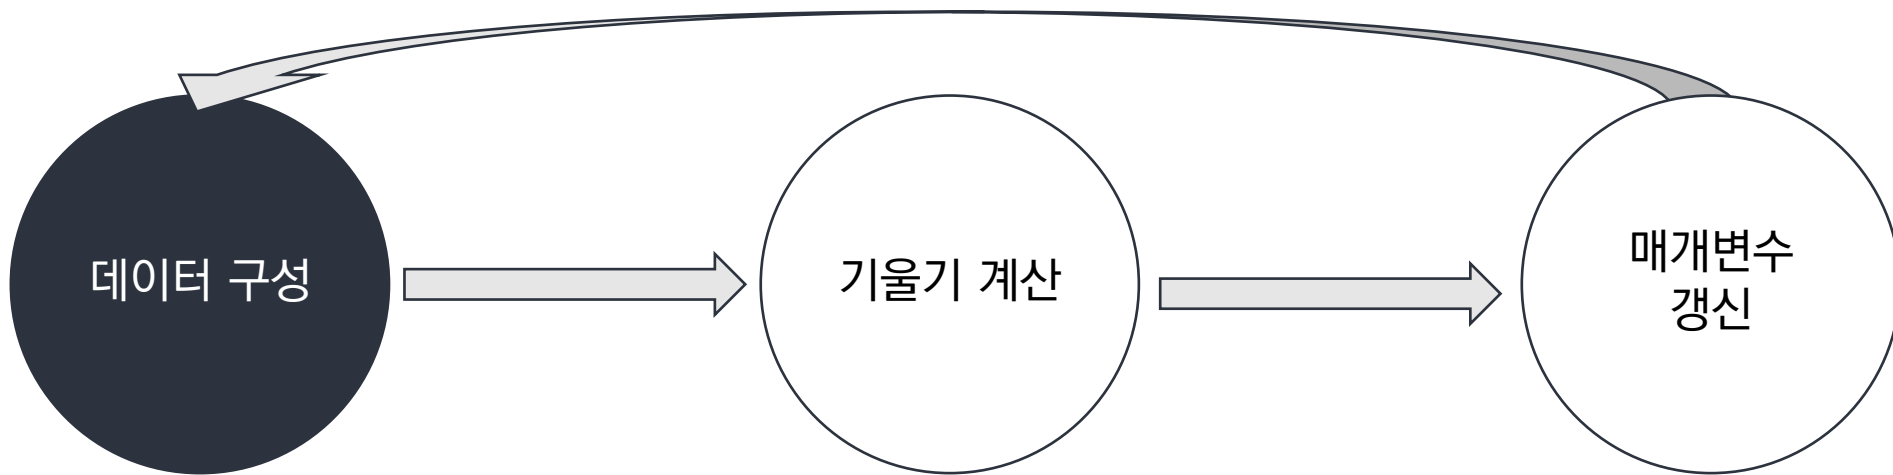 데이터 구성
기울기 계산
매개변수
갱신